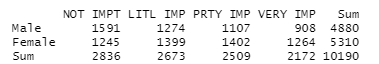 NOT IMPT LITL IMP PRTY IMP VERY IMP Sum
Male 1591 1274 1107 908 4880
Female 1245 1399 1402 1264 5310
Sum 2836 2673 2509 2172 10190